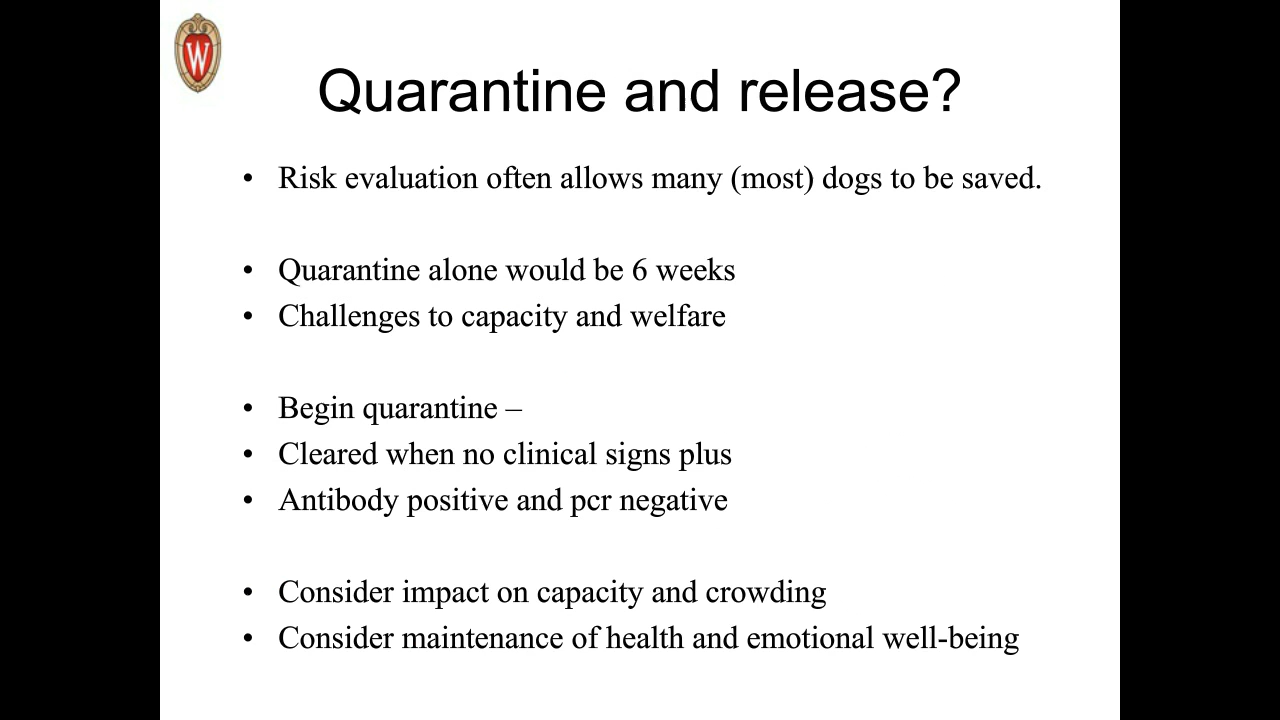 W
Quarantine and release?
• Risk evaluation often allows many (most) dogs to be saved.
• Quarantine alone would be 6 weeks
• Challenges to capacity and welfare
• Begin quarantine –
• Cleared when no clinical signs plus
• Antibody positive and pcr negative
• Consider impact on capacity and crowding
• Consider maintenance of health and emotional well-being